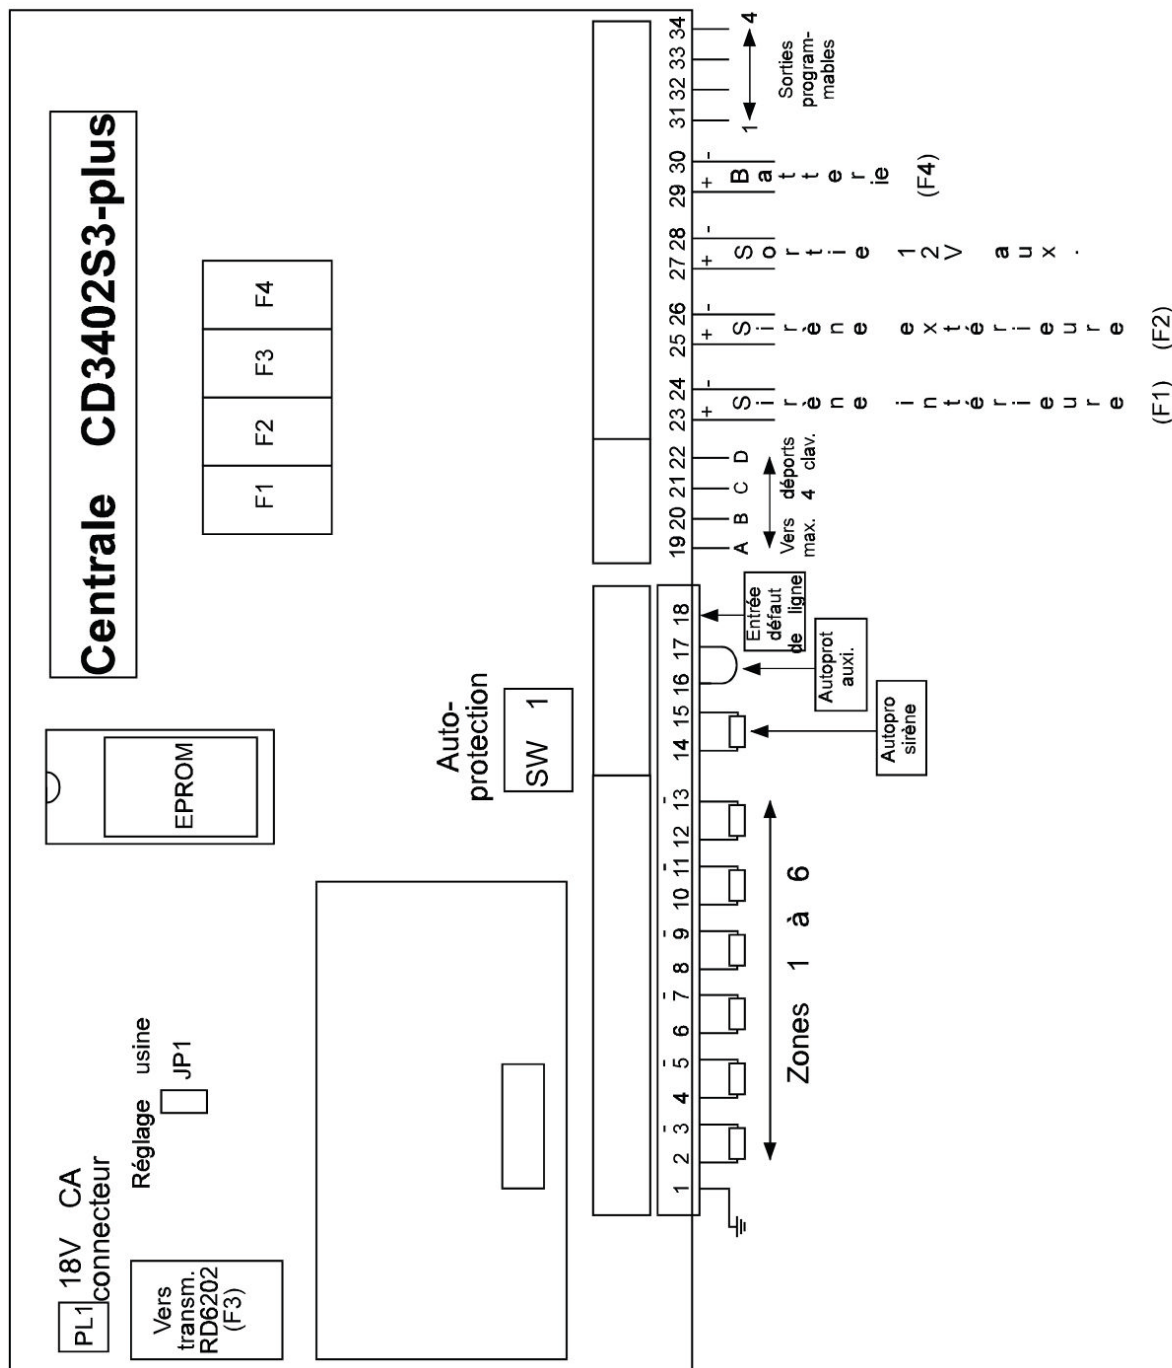 Centrale CD3402S3-plus
PL1
18V CA
connecteur
Réglage usine
JP1
EPROM
F1 F2 F3 F4
Vers
transm.
RD6202
(F3)
Auto-
protection
SW 1
1 2 3 4 5 6 7 8 9 10 11 12 13 14 15 16 17 18 19 20 21 22 23 24 25 26 27 28 29 30 31 32 33 34
- - - - - -
Zones 1 à 6
Autopro
sirène
Autoprot
auxi.
Entrée
défaut
de ligne
A B C D
Vers déports
max. 4 clav.
+ -
Sirène intérieure
(F1)
+ -
Sirène extérieure
(F2)
+ -
Sortie 12V aux.
+ -
Batterie
(F4)
1 4
Sorties
program-
mables